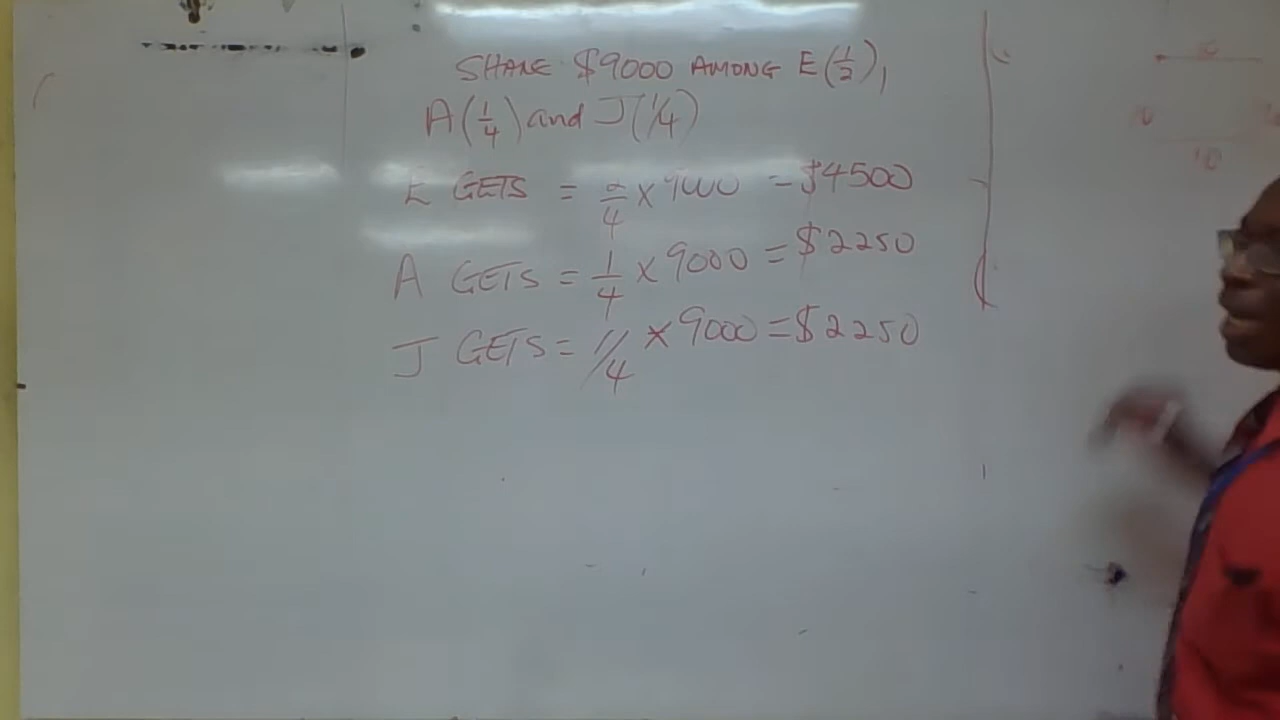 SHARE $9000 AMONG E(1/2),
A(1/4) and J(1/4)
E GETS = 2/4 x 9000 = $4500
A GETS = 1/4 x 9000 = $2250
J GETS = 1/4 x 9000 = $2250
10